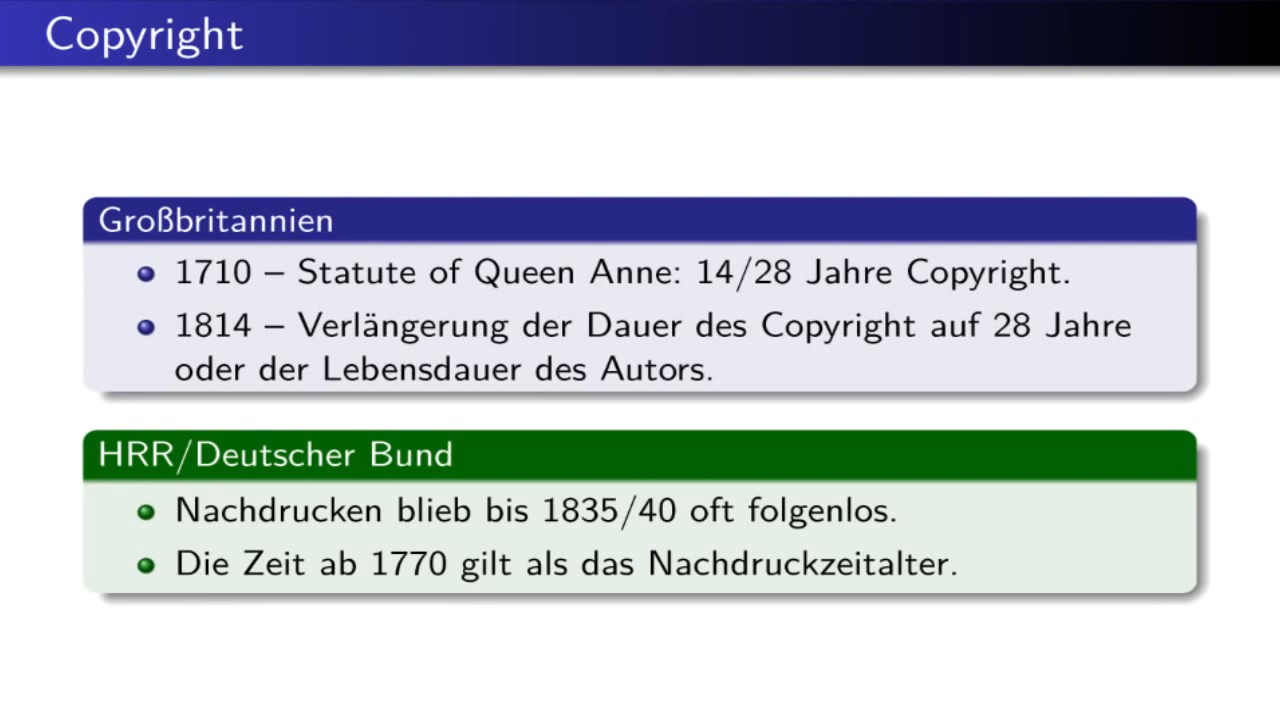 Copyright
Großbritannien
1710 – Statute of Queen Anne: 14/28 Jahre Copyright.
1814 – Verlängerung der Dauer des Copyright auf 28 Jahre
oder der Lebensdauer des Autors.
HRR/Deutscher Bund
Nachdrucken blieb bis 1835/40 oft folgenlos.
Die Zeit ab 1770 gilt als das Nachdruckzeitalter.